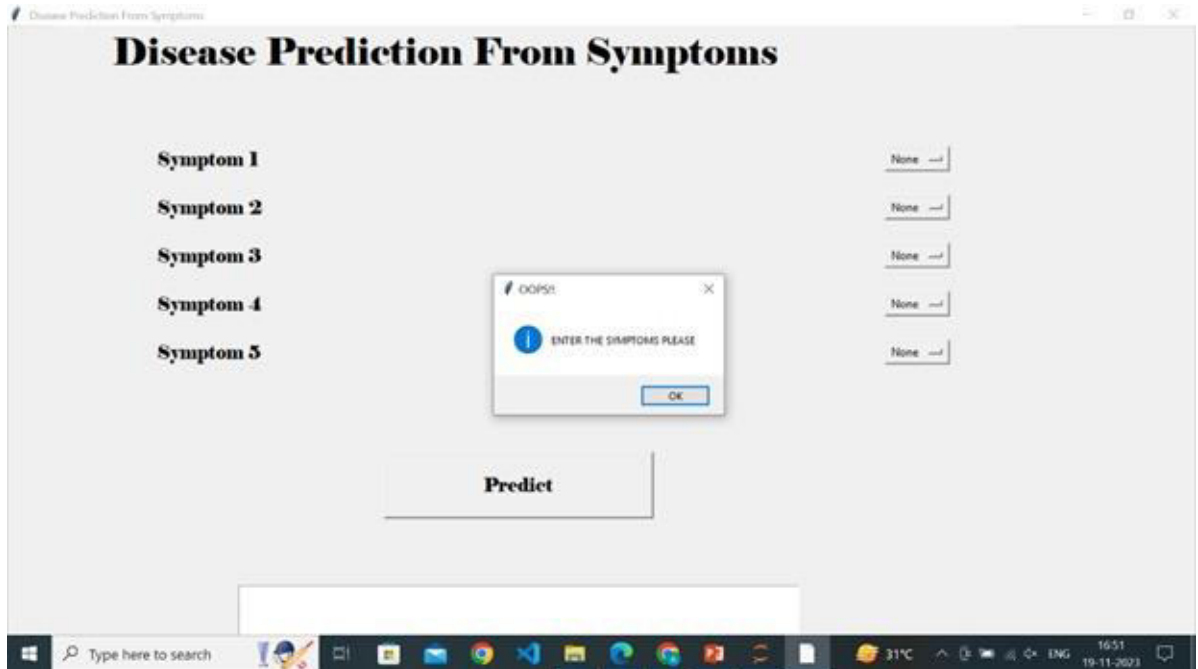 Disease Prediction From Symptoms
Disease Prediction From Symptoms
Symptom 1 None
Symptom 2 None
Symptom 3 None
Symptom 4 None
Symptom 5 None
OOPS!!
ENTER THE SYMPTOMS PLEASE
OK
Predict
Type here to search 31°C ENG 16:51
19-11-2023